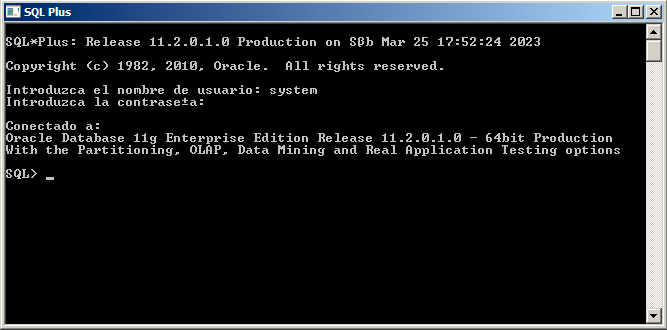 SQL Plus
SQL*Plus: Release 11.2.0.1.0 Production on Sßb Mar 25 17:52:24 2023
Copyright (c) 1982, 2010, Oracle.  All rights reserved.
Introduzca el nombre de usuario: system
Introduzca la contrase±a:
Conectado a:
Oracle Database 11g Enterprise Edition Release 11.2.0.1.0 - 64bit Production
With the Partitioning, OLAP, Data Mining and Real Application Testing options
SQL> _